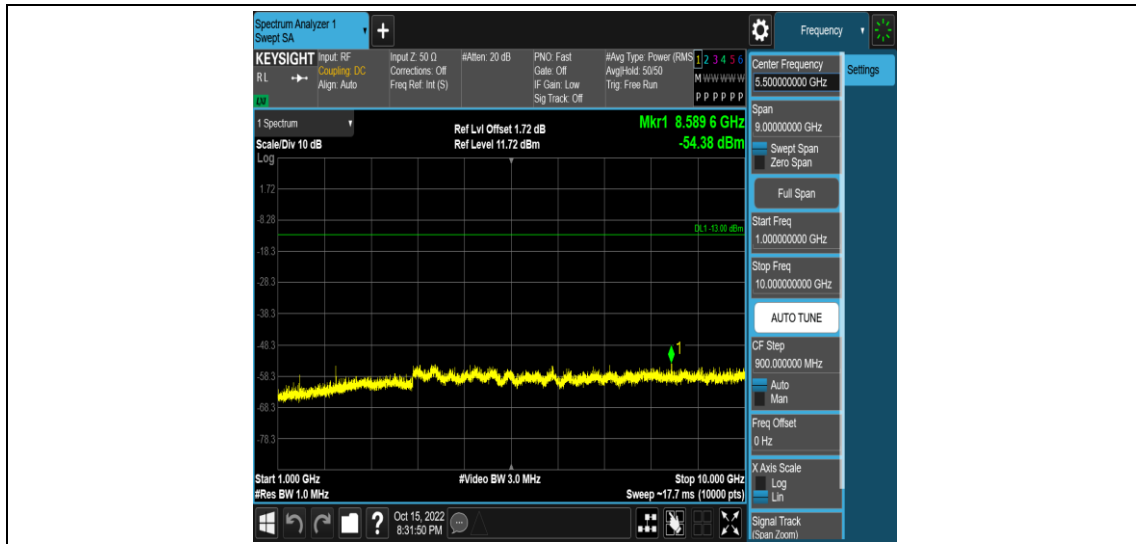 Spectrum Analyzer 1
Swept SA
+
Frequency
KEYSIGHT
RL
LXI
Input: RF
Coupling: DC
Align: Auto
Input Z: 50 Ω
Corrections: Off
Freq Ref: Int (S)
#Atten: 20 dB
PNO: Fast
Gate: Off
IF Gain: Low
Sig Track: Off
#Avg Type: Power (RMS
Avg|Hold: 50/50
Trig: Free Run
1 2 3 4 5 6
M W W W W W
P P P P P P
1 Spectrum
Scale/Div 10 dB
Ref Lvl Offset 1.72 dB
Ref Level 11.72 dBm
Mkr1 8.589 6 GHz
-54.38 dBm
Log
1.72
-8.28
DL1 -13.00 dBm
-18.3
-28.3
-38.3
-48.3
1
-58.3
-68.3
-78.3
Start 1.000 GHz
#Video BW 3.0 MHz
Stop 10.000 GHz
#Res BW 1.0 MHz
Sweep ~17.7 ms (10000 pts)
?
Oct 15, 2022
8:31:50 PM
Center Frequency
5.500000000 GHz
Settings
Span
9.00000000 GHz
Swept Span
Zero Span
Full Span
Start Freq
1.000000000 GHz
Stop Freq
10.000000000 GHz
AUTO TUNE
CF Step
900.000000 MHz
Auto
Man
Freq Offset
0 Hz
X Axis Scale
Log
Lin
Signal Track
(Span Zoom)